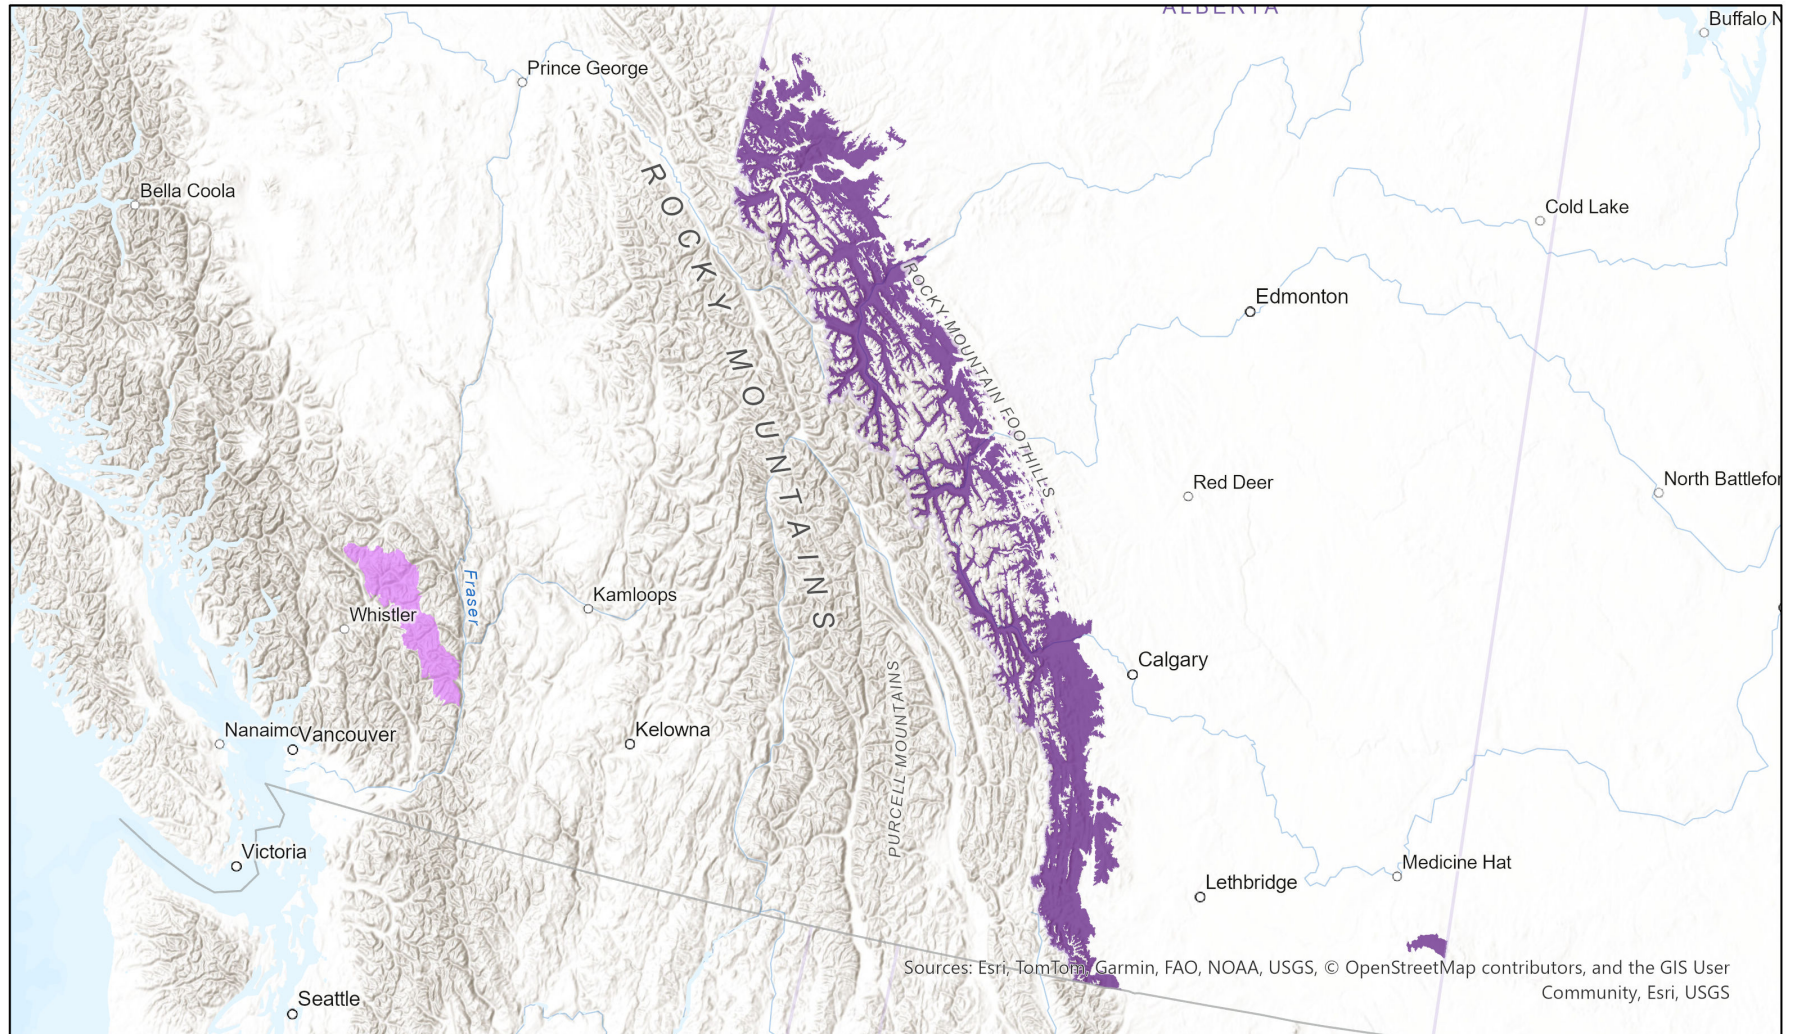 ALBERTA
Buffalo N
Prince George
Bella Coola
Cold Lake
ROCKY MOUNTAINS
ROCKY MOUNTAIN FOOTHILLS
Edmonton
Red Deer
North Battlefor
Fraser
Kamloops
Whistler
Calgary
PURCELL MOUNTAINS
Kelowna
Nanaimo
Vancouver
Victoria
Medicine Hat
Lethbridge
Seattle
Sources: Esri, TomTom, Garmin, FAO, NOAA, USGS, © OpenStreetMap contributors, and the GIS User
Community, Esri, USGS